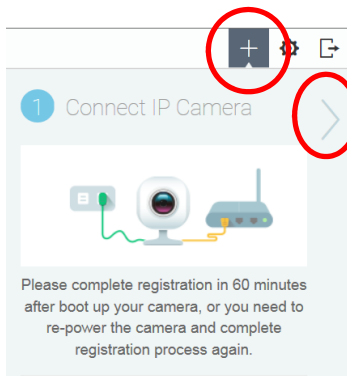 1 Connect IP Camera
Please complete registration in 60 minutes
after boot up your camera, or you need to
re-power the camera and complete
registration process again.